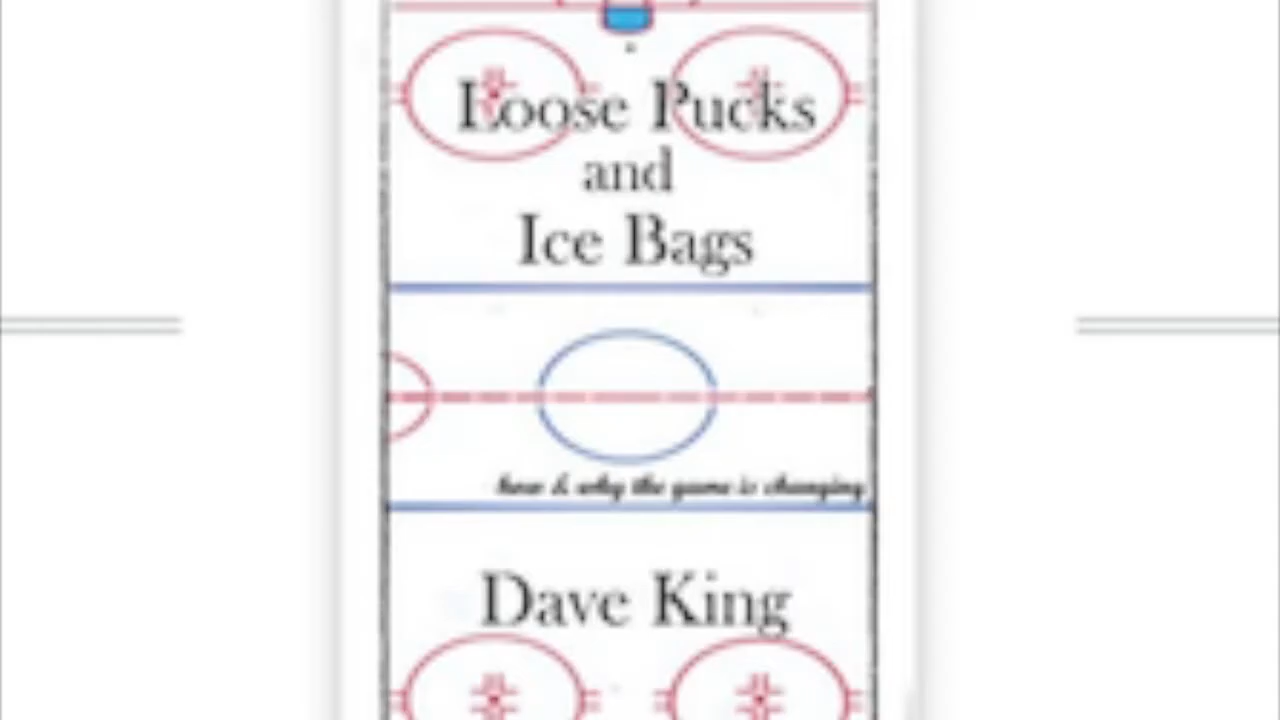 Loose Pucks
and
Ice Bags
how & why the game is changing
Dave King